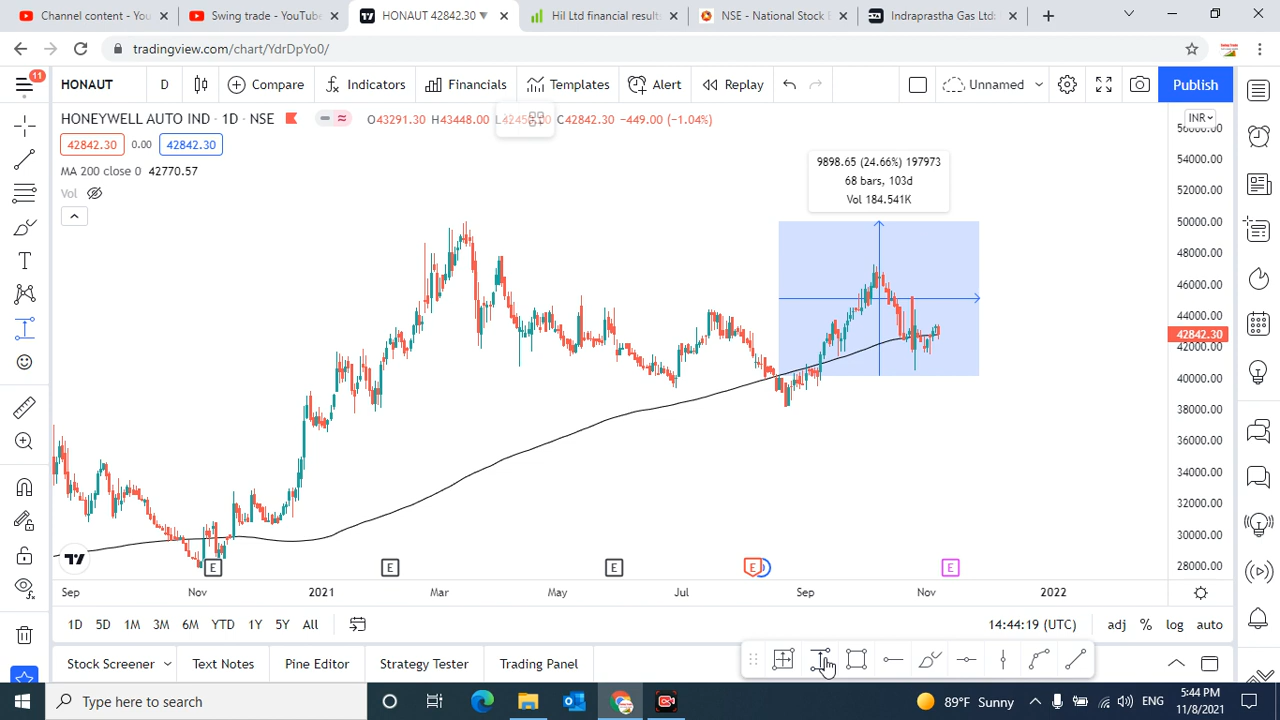 Channel content - You
Swing trade - YouTube
HONAUT 42842.30 ▼
Hil Ltd financial results
NSE - National Stock E
Indraprastha Gas Ltd:
tradingview.com/chart/YdrDpYo0/
11
HONAUT
D
Compare
Indicators
Financials
Templates
Alert
Replay
Unnamed
Publish
HONEYWELL AUTO IND · 1D · NSE
O43291.30 H43448.00 C42842.30 −449.00 (−1.04%)
INR
42842.30 0.00 42842.30
MA 200 close 0 42770.57
Vol
9898.65 (24.66%) 197973
68 bars, 103d
Vol 184.541K
56000.00
54000.00
52000.00
50000.00
48000.00
46000.00
44000.00
42842.30
42000.00
40000.00
38000.00
36000.00
34000.00
32000.00
30000.00
28000.00
E
E
E
E
E
Sep
Nov
2021
Mar
May
Jul
Sep
Nov
2022
1D
5D
1M
3M
6M
YTD
1Y
5Y
All
14:44:19 (UTC)
adj
%
log
auto
Stock Screener
Text Notes
Pine Editor
Strategy Tester
Trading Panel
Type here to search
89°F Sunny
ENG
5:44 PM
11/8/2021